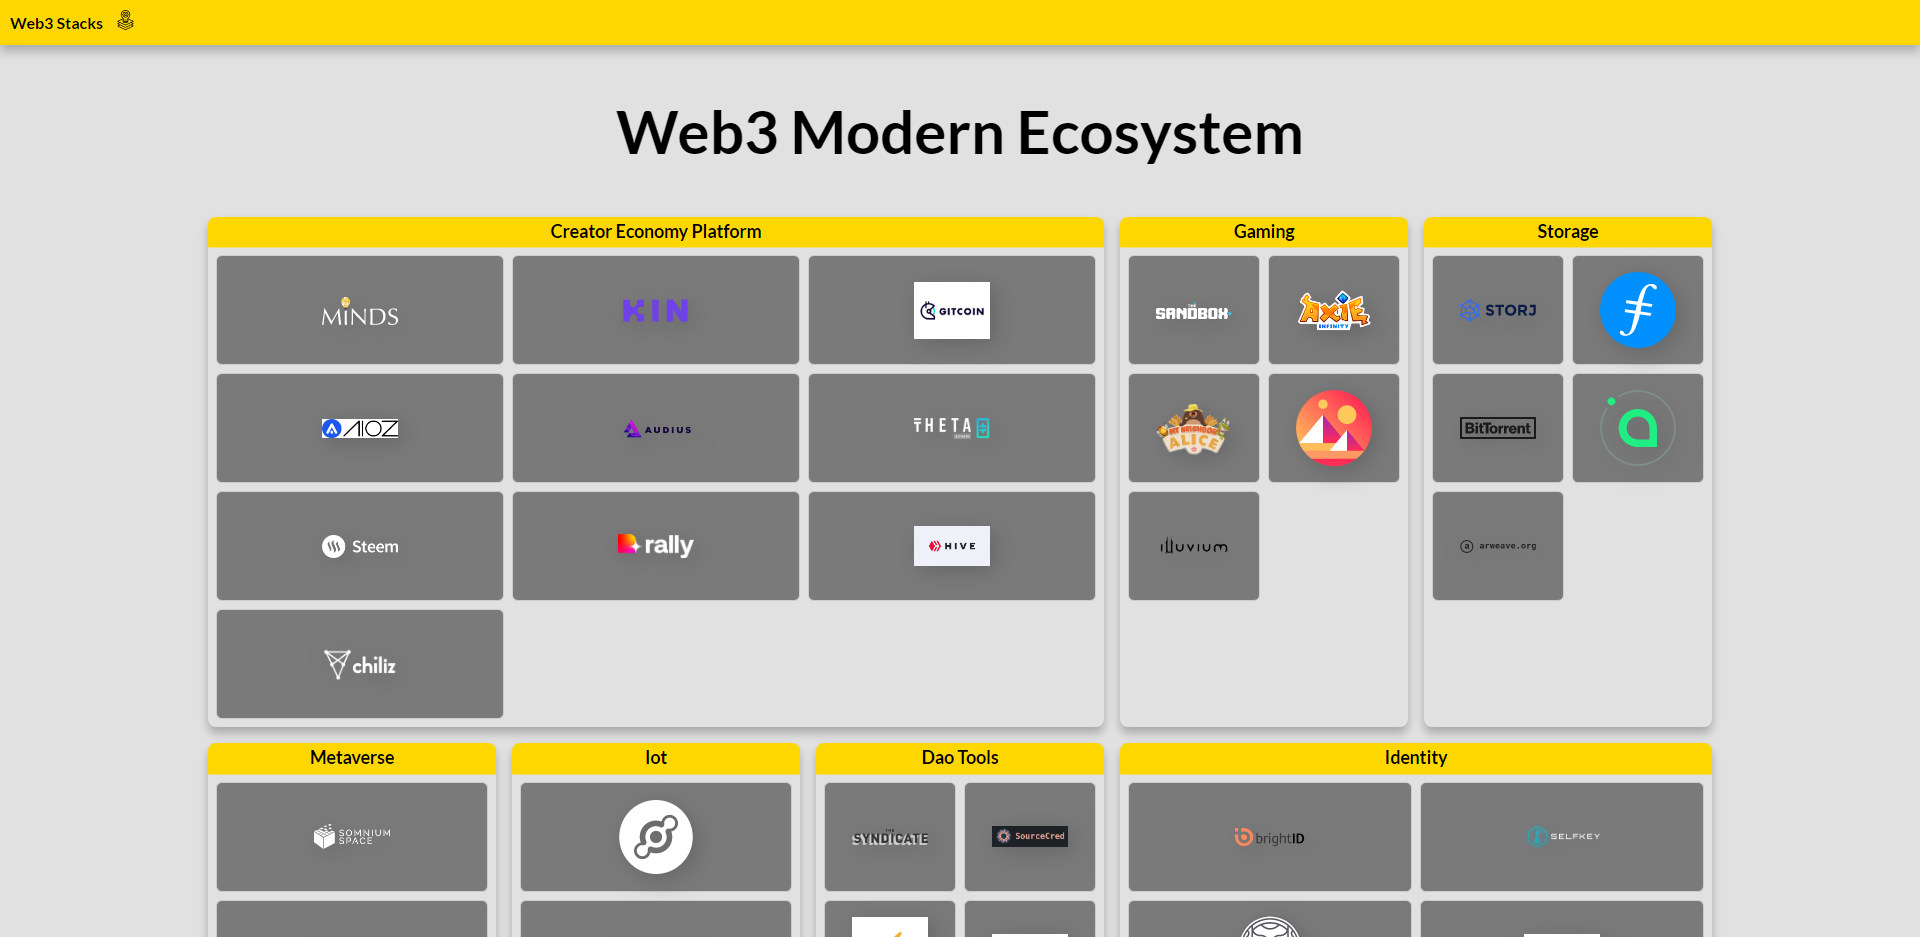 Web3 Stacks
Web3 Modern Ecosystem
Creator Economy Platform
MINDS
KIN
GITCOIN
AIOZ
AUDIUS
THETA
Steem
rally
HIVE
chiliz
Gaming
THE
SANDBOX
AXIE
INFINITY
MY NEIGHBOR
ALICE
ILLUVIUM
Storage
STORJ
BitTorrent
arweave.org
Metaverse
SOMNIUM
SPACE
Iot
Dao Tools
THE
SYNDICATE
SourceCred
Identity
brightID
SELFKEY